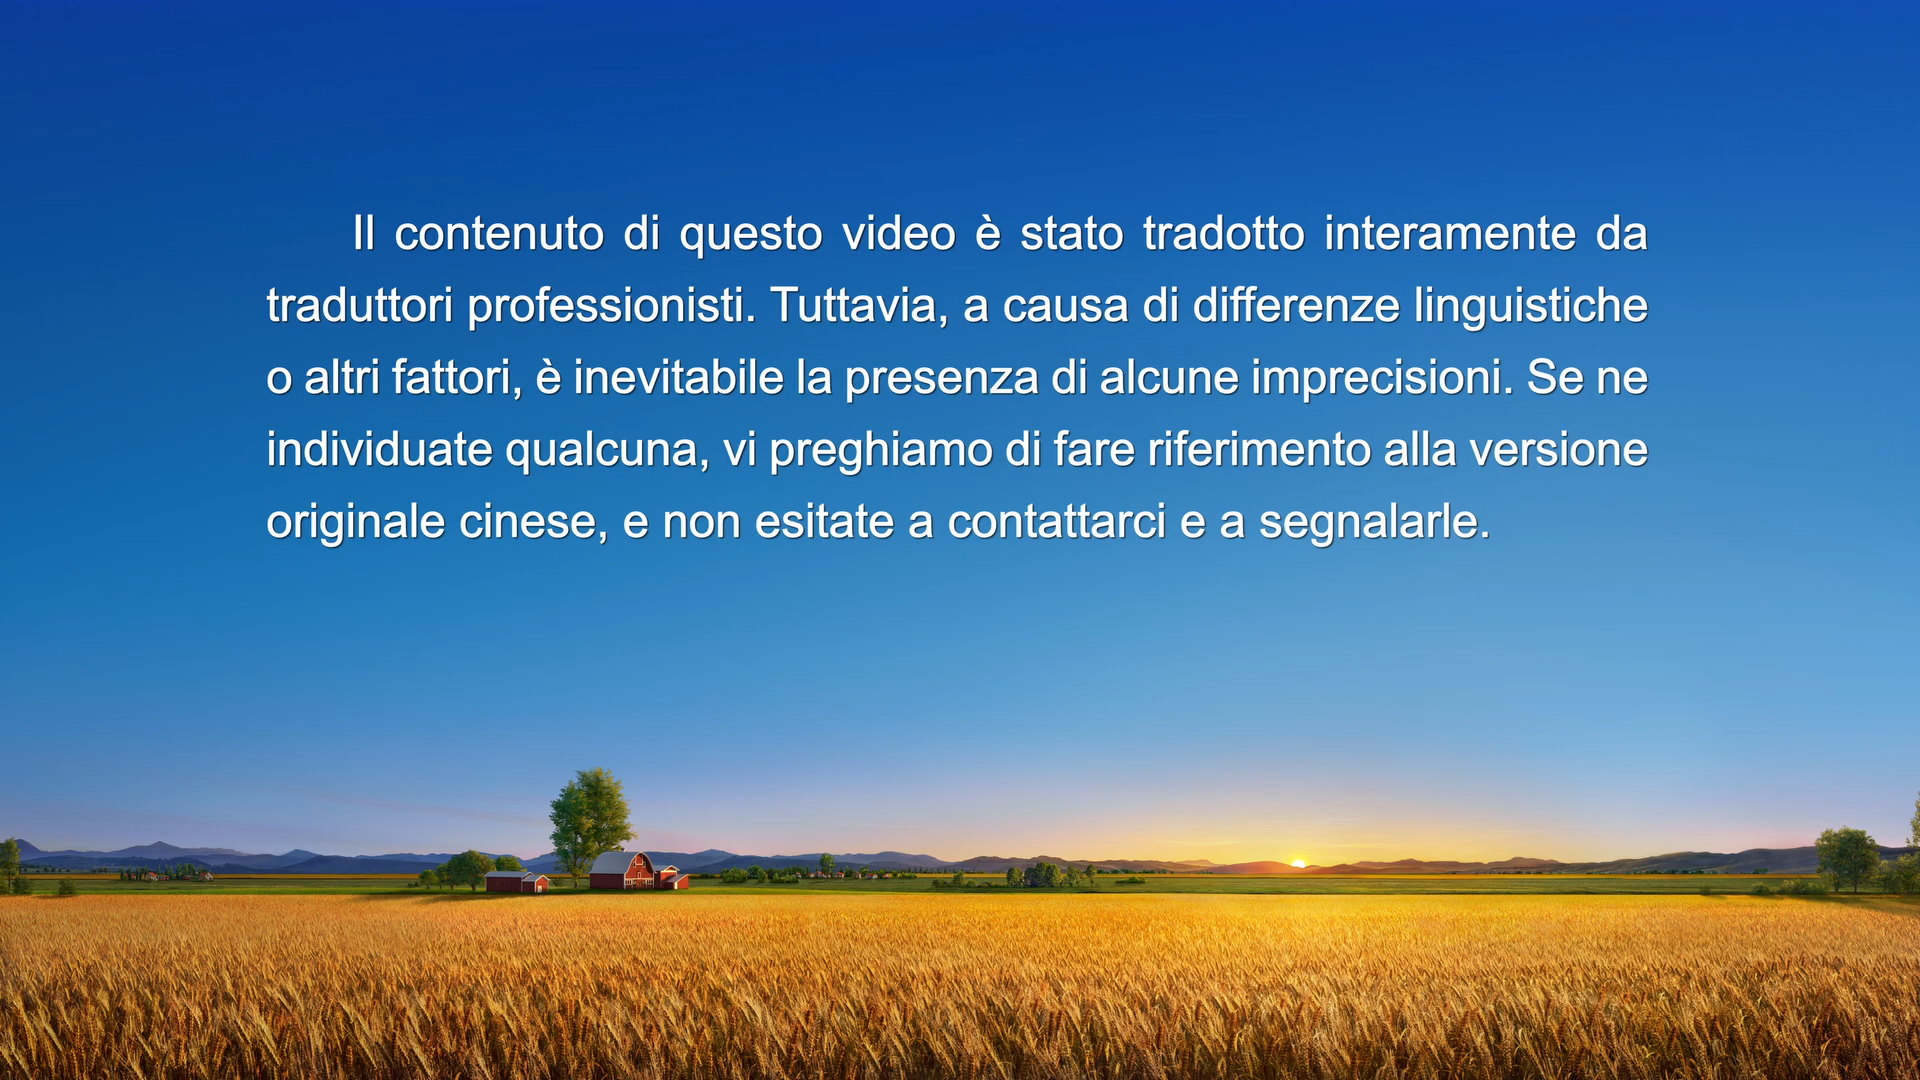 Il contenuto di questo video è stato tradotto interamente da
traduttori professionisti. Tuttavia, a causa di differenze linguistiche
o altri fattori, è inevitabile la presenza di alcune imprecisioni. Se ne
individuate qualcuna, vi preghiamo di fare riferimento alla versione
originale cinese, e non esitate a contattarci e a segnalarle.